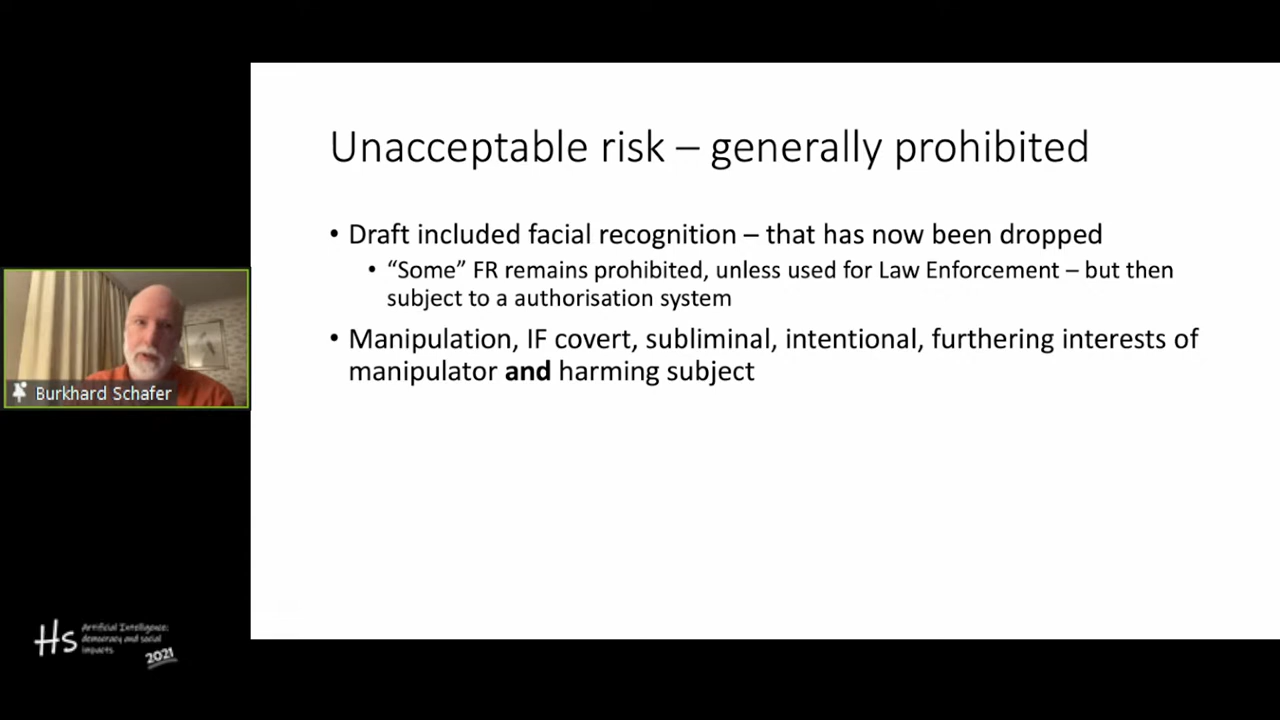 Unacceptable risk – generally prohibited
• Draft included facial recognition – that has now been dropped
• “Some” FR remains prohibited, unless used for Law Enforcement – but then
subject to a authorisation system
• Manipulation, IF covert, subliminal, intentional, furthering interests of
manipulator and harming subject
Burkhard Schafer
Hs
Artificial Intelligence:
democracy and social
impacts
2021